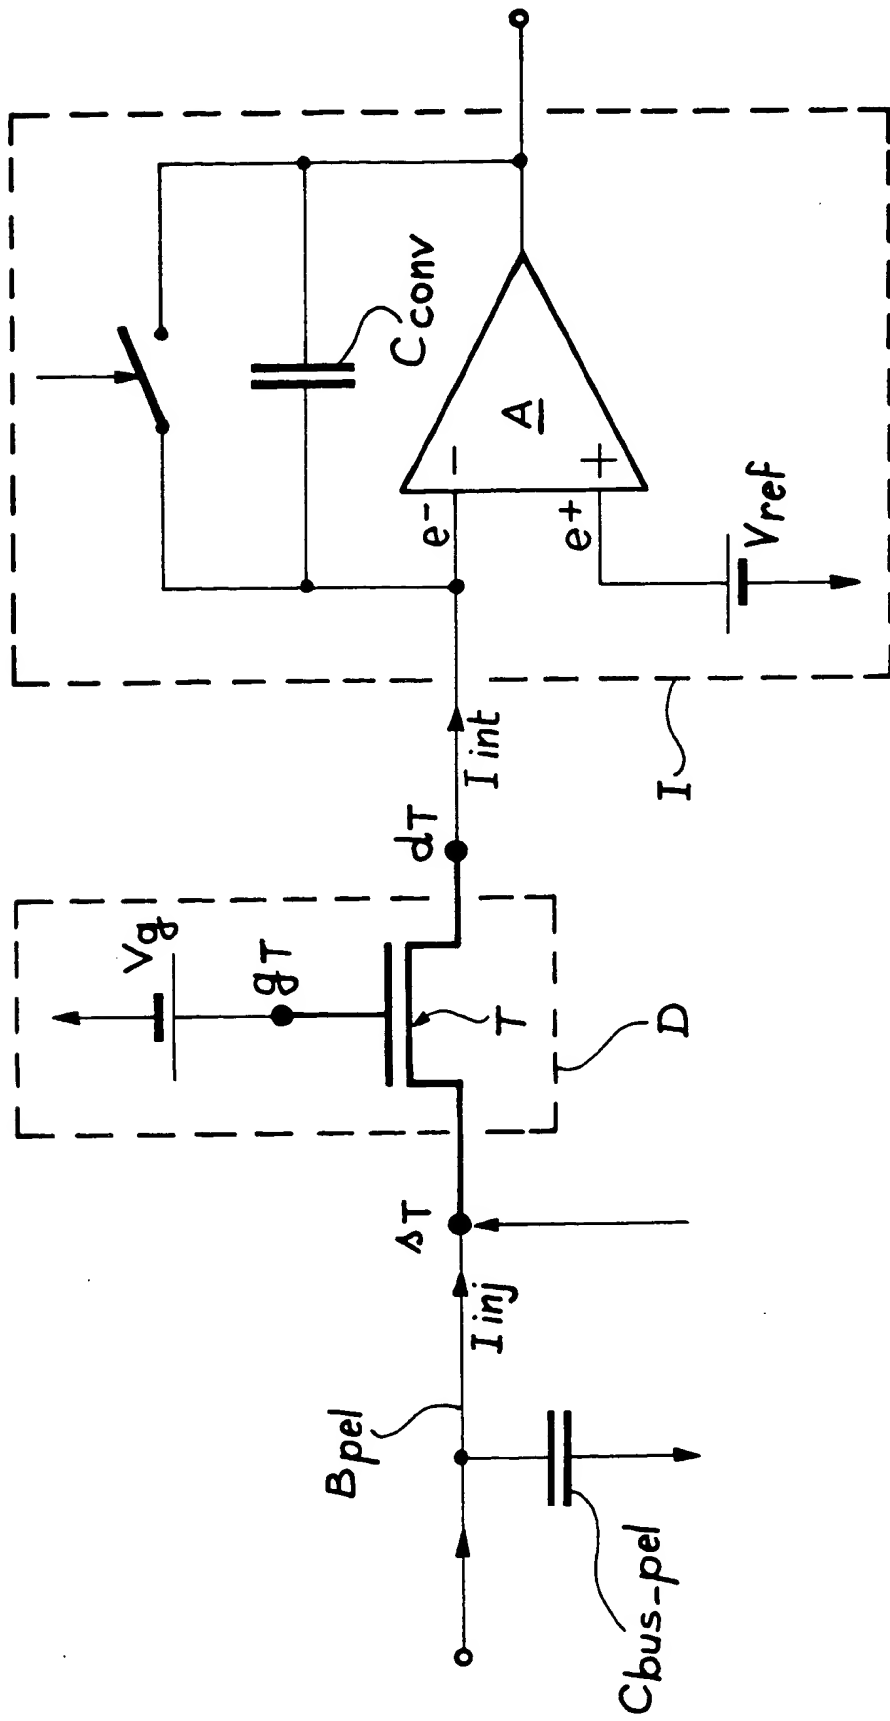 Cbus-pel
Bpel
Iinj
sT
Vg
gT
T
D
dT
Iint
I
e-
e+
-
+
A
Cconv
Vref